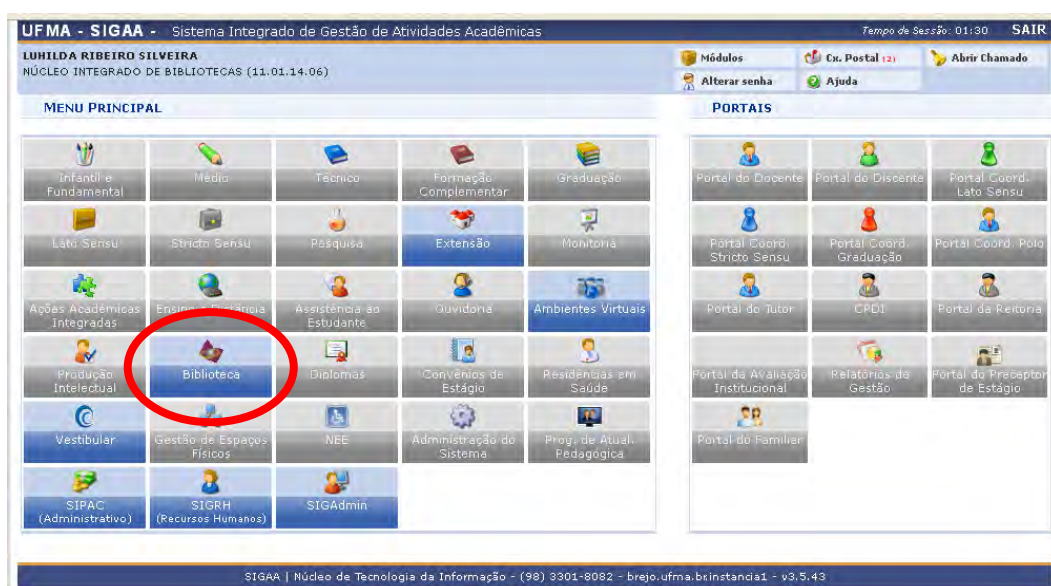 UFMA - SIGAA - Sistema Integrado de Gestão de Atividades Acadêmicas
Tempo de Sessão: 01:30 SAIR
LUHILDA RIBEIRO SILVEIRA
NÚCLEO INTEGRADO DE BIBLIOTECAS (11.01.14.06)
Módulos
Cx. Postal (2)
Abrir Chamado
Alterar senha
Ajuda
MENU PRINCIPAL
PORTAIS
Infantil e
Fundamental
Médio
Técnico
Formação
Complementar
Graduação
Lato Sensu
Stricto Sensu
Pesquisa
Extensão
Monitoria
Ações Acadêmicas
Integradas
Ensino a Distância
Assistência ao
Estudante
Ouvidoria
Ambientes Virtuais
Produção
Intelectual
Biblioteca
Diplomas
Convênios de
Estágio
Residências em
Saúde
Vestibular
Gestão de Espaços
Físicos
NEE
Administração do
Sistema
Prog. de Atual.
Pedagógica
SIPAC
(Administrativo)
SIGRH
(Recursos Humanos)
SIGAdmin
Portal do Docente
Portal do Discente
Portal Coord.
Lato Sensu
Portal Coord.
Stricto Sensu
Portal Coord.
Graduação
Portal Coord. Polo
Portal do Tutor
CPDI
Portal da Reitoria
Portal da Avaliação
Institucional
Relatórios de
Gestão
Portal do Preceptor
de Estágio
Portal do Familiar
SIGAA | Núcleo de Tecnologia da Informação - (98) 3301-8082 - brejo.ufma.br.instancia1 - v3.5.43